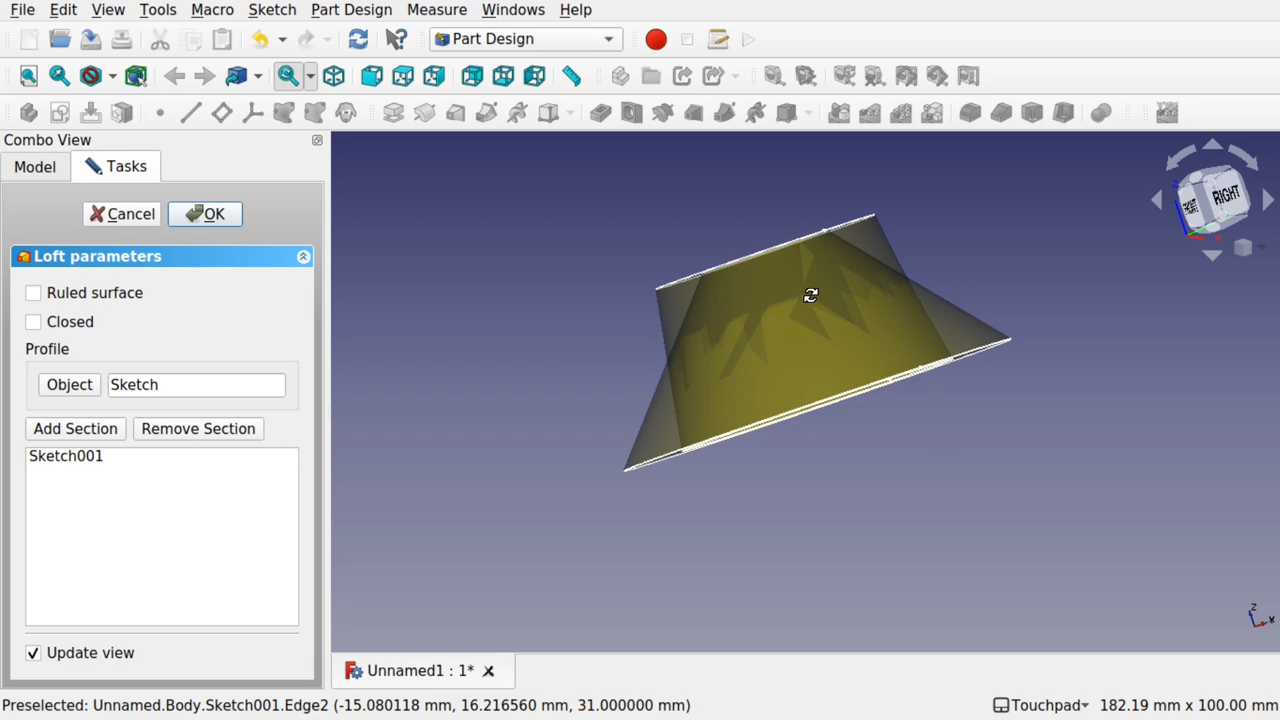 File Edit View Tools Macro Sketch Part Design Measure Windows Help
Part Design
Combo View
Model Tasks
Cancel OK
Loft parameters
Ruled surface
Closed
Profile
Object Sketch
Add Section Remove Section
Sketch001
Update view
RIGHT
Z
X
Unnamed1 : 1*
Preselected: Unnamed.Body.Sketch001.Edge2 (-15.080118 mm, 16.216560 mm, 31.000000 mm)
Touchpad 182.19 mm x 100.00 mm